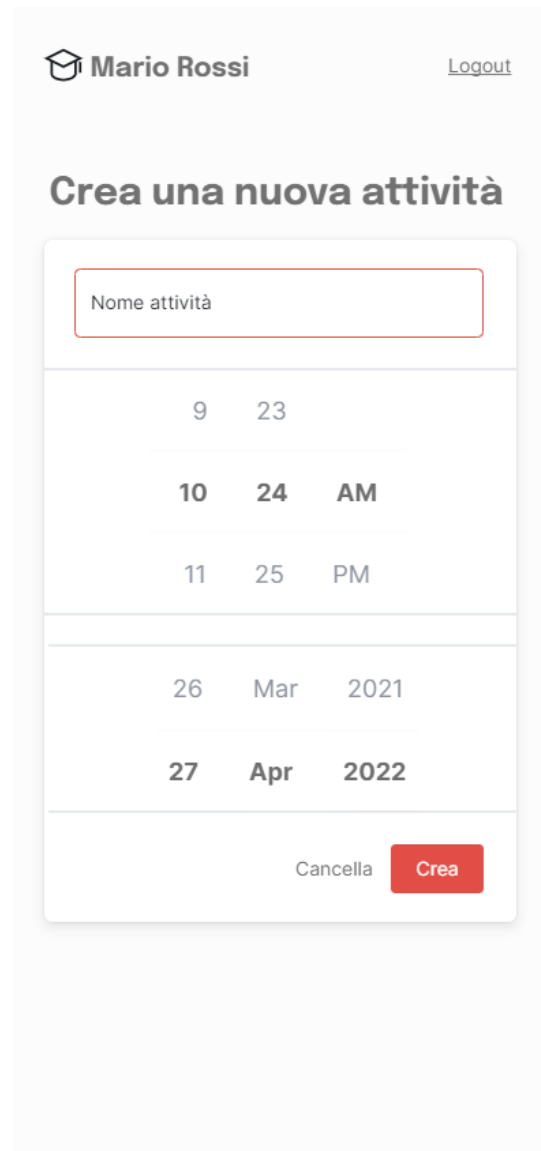 Mario Rossi Logout
Crea una nuova attività
Nome attività
9 23
10 24 AM
11 25 PM
26 Mar 2021
27 Apr 2022
Cancella Crea